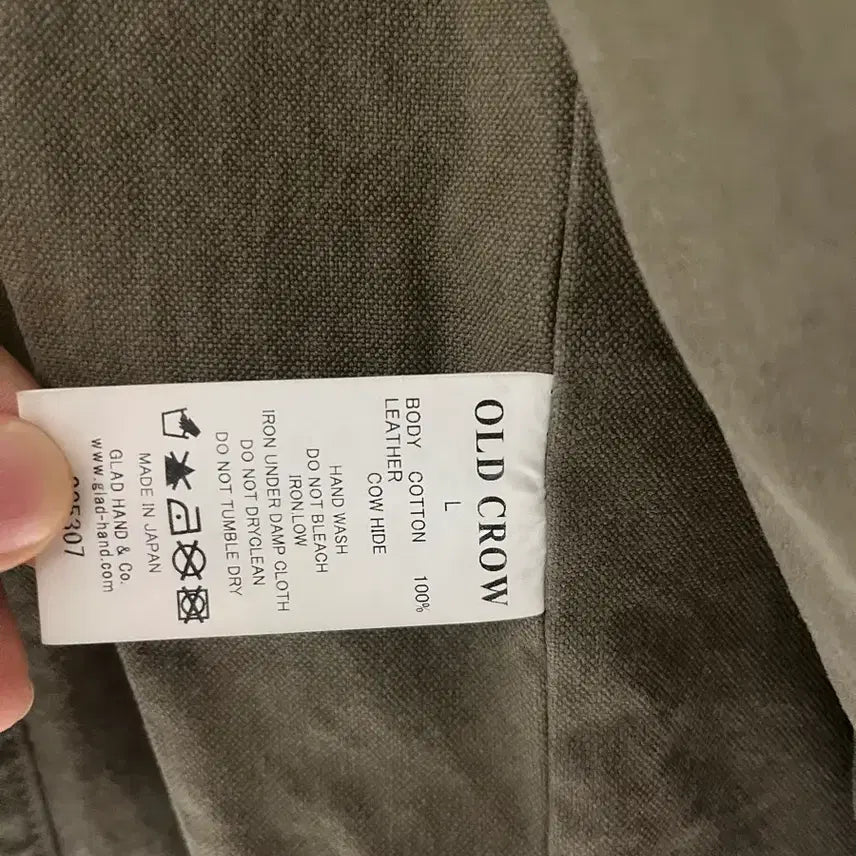 OLD CROW
L
BODY COTTON 100%
LEATHER COW HIDE
HAND WASH
DO NOT BLEACH
IRON,LOW
IRON UNDER DAMP CLOTH
DO NOT DRYCLEAN
DO NOT TUMBLE DRY
MADE IN JAPAN
GLAD HAND & Co.
www.glad-hand.com